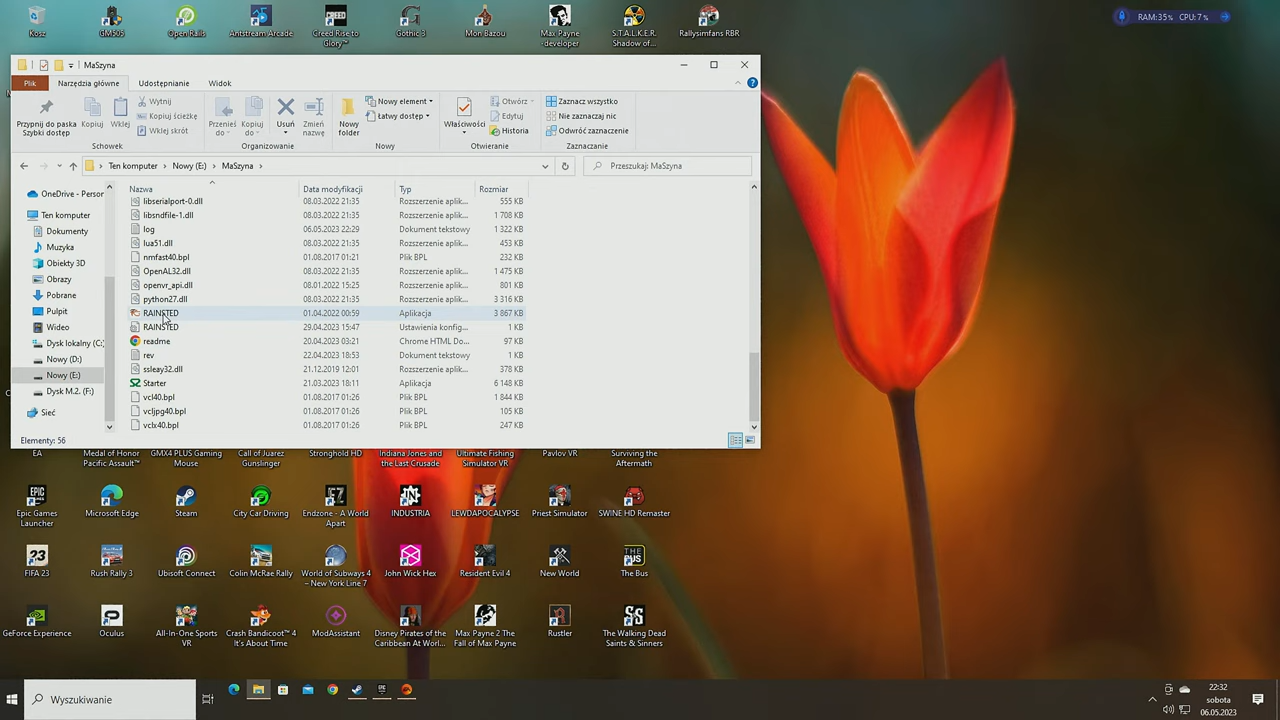 Kosz
GM505
Open Rails
Antstream Arcade
Creed Rise to
Glory™
Gothic 3
Mon Bazou
Max Payne
-developer
S.T.A.L.K.E.R.
Shadow of...
Rallysimfans RBR
RAM:35% CPU:7%
MaSzyna
Plik
Narzędzia główne
Udostępnianie
Widok
Przypnij do paska
Szybki dostęp
Kopiuj
Wklej
Wytnij
Kopiuj ścieżkę
Wklej skrót
Schowek
Przenieś
do
Kopiuj
do
Usuń
Zmień
nazwę
Organizowanie
Nowy
folder
Nowy element
Łatwy dostęp
Nowy
Właściwości
Otwórz
Edytuj
Historia
Otwieranie
Zaznacz wszystko
Nie zaznaczaj nic
Odwróć zaznaczenie
Zaznaczanie
Ten komputer > Nowy (E:) > MaSzyna >
Przeszukaj: MaSzyna
OneDrive - Person
Ten komputer
Dokumenty
Muzyka
Obiekty 3D
Obrazy
Pobrane
Pulpit
Wideo
Dysk lokalny (C:)
Nowy (D:)
Nowy (E:)
Dysk M.2. (F:)
Sieć
Nazwa Data modyfikacji Typ Rozmiar
libserialport-0.dll 08.03.2022 21:35 Rozszerzenie aplik... 555 KB
libsndfile-1.dll 08.03.2022 21:35 Rozszerzenie aplik... 1 708 KB
log 06.05.2023 22:29 Dokument tekstowy 1 322 KB
lua51.dll 08.03.2022 21:35 Rozszerzenie aplik... 453 KB
nmfast40.bpl 01.08.2017 01:21 Plik BPL 232 KB
OpenAL32.dll 08.03.2022 21:35 Rozszerzenie aplik... 1 475 KB
openvr_api.dll 08.01.2022 15:25 Rozszerzenie aplik... 801 KB
python27.dll 08.03.2022 21:35 Rozszerzenie aplik... 3 316 KB
RAINSTED 01.04.2022 00:59 Aplikacja 3 867 KB
RAINSTED 29.04.2023 15:47 Ustawienia konfig... 1 KB
readme 20.04.2023 03:21 Chrome HTML Do... 97 KB
rev 22.04.2023 18:53 Dokument tekstowy 1 KB
ssleay32.dll 21.12.2019 12:01 Rozszerzenie aplik... 378 KB
Starter 21.03.2023 18:11 Aplikacja 6 148 KB
vcl40.bpl 01.08.2017 01:26 Plik BPL 1 844 KB
vcljpg40.bpl 01.08.2017 01:26 Plik BPL 105 KB
vclx40.bpl 01.08.2017 01:26 Plik BPL 247 KB
Elementy: 56
EA
Medal of Honor
Pacific Assault™
GMX4 PLUS Gaming
Mouse
Call of Juarez
Gunslinger
Stronghold HD
Indiana Jones and
the Last Crusade
Ultimate Fishing
Simulator VR
Pavlov VR
Surviving the
Aftermath
Epic Games
Launcher
Microsoft Edge
Steam
City Car Driving
Endzone - A World
Apart
INDUSTRIA
LEWDAPOCALYPSE
Priest Simulator
SWINE HD Remaster
FIFA 23
Rush Rally 3
Ubisoft Connect
Colin McRae Rally
World of Subways 4
– New York Line 7
John Wick Hex
Resident Evil 4
New World
The Bus
GeForce Experience
Oculus
All-In-One Sports
VR
Crash Bandicoot™ 4
It's About Time
ModAssistant
Disney Pirates of the
Caribbean At Worl...
Max Payne 2 The
Fall of Max Payne
Rustler
The Walking Dead
Saints & Sinners
Wyszukiwanie
22:32
sobota
06.05.2023